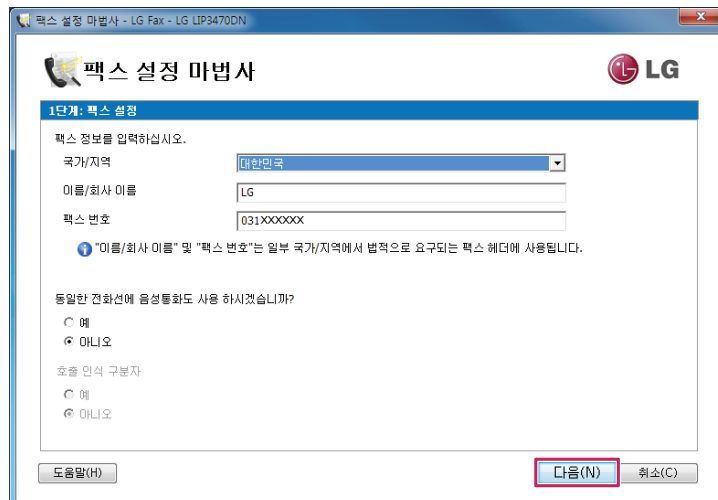 팩스 설정 마법사 - LG Fax - LG LIP3470DN
팩스 설정 마법사
LG
1단계: 팩스 설정
팩스 정보를 입력하십시오.
국가/지역 대한민국
이름/회사 이름 LG
팩스 번호 031XXXXXX
"이름/회사 이름" 및 "팩스 번호"는 일부 국가/지역에서 법적으로 요구되는 팩스 헤더에 사용됩니다.
동일한 전화선에 음성통화도 사용 하시겠습니까?
예
아니오
호출 인식 구분자
예
아니오
도움말(H) 다음(N) 취소(C)